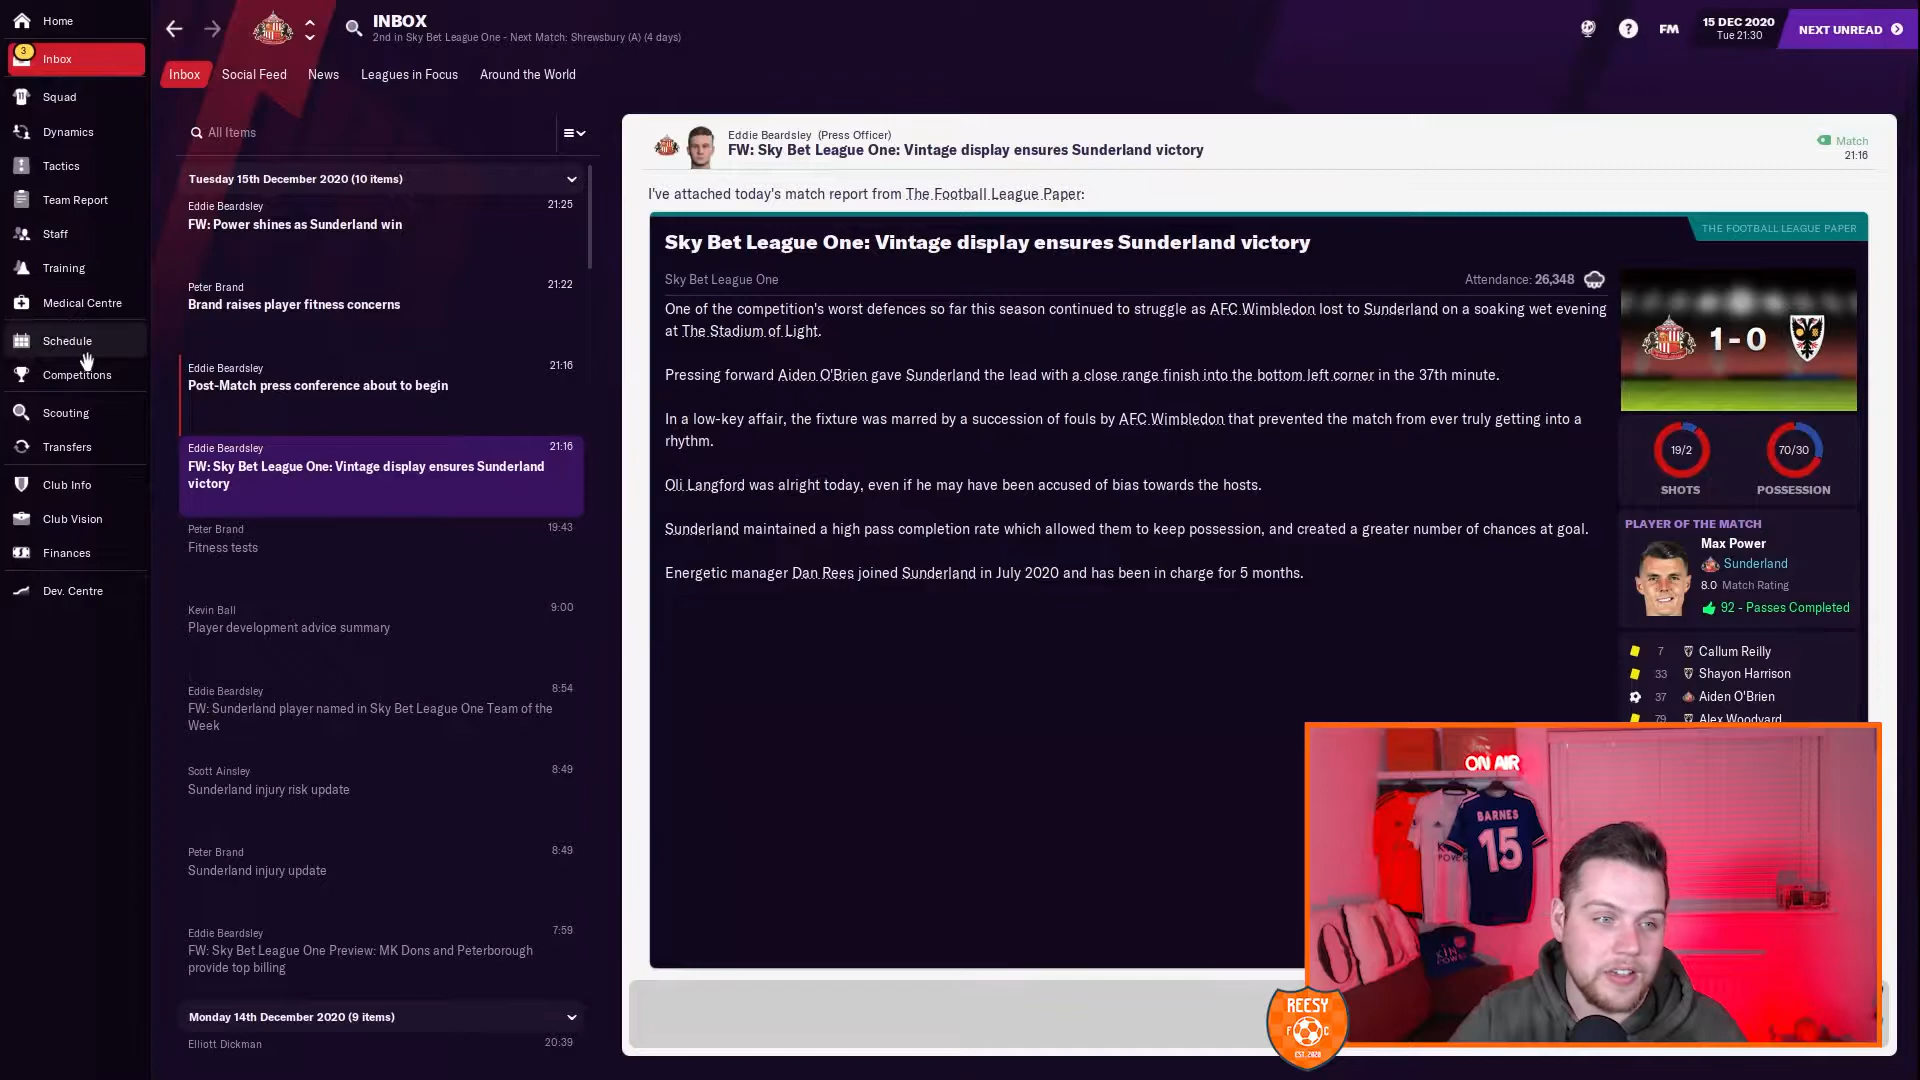 Home
INBOX
2nd in Sky Bet League One - Next Match: Shrewsbury (A) (4 days)
FM
15 DEC 2020
Tue 21:30
NEXT UNREAD
3
Inbox
Squad
Dynamics
Tactics
Team Report
Staff
Training
Medical Centre
Schedule
Competitions
Scouting
Transfers
Club Info
Club Vision
Finances
Dev. Centre
Inbox Social Feed News Leagues in Focus Around the World
All Items
Tuesday 15th December 2020 (10 items)
Eddie Beardsley 21:25
FW: Power shines as Sunderland win
Peter Brand 21:22
Brand raises player fitness concerns
Eddie Beardsley 21:16
Post-Match press conference about to begin
Eddie Beardsley 21:16
FW: Sky Bet League One: Vintage display ensures Sunderland
victory
Peter Brand 19:43
Fitness tests
Kevin Ball 9:00
Player development advice summary
Eddie Beardsley 8:54
FW: Sunderland player named in Sky Bet League One Team of the
Week
Scott Ainsley 8:49
Sunderland injury risk update
Peter Brand 8:49
Sunderland injury update
Eddie Beardsley 7:59
FW: Sky Bet League One Preview: MK Dons and Peterborough
provide top billing
Monday 14th December 2020 (9 items)
Elliott Dickman 20:39
Eddie Beardsley (Press Officer)
FW: Sky Bet League One: Vintage display ensures Sunderland victory
Match
21:16
I've attached today's match report from The Football League Paper:
THE FOOTBALL LEAGUE PAPER
Sky Bet League One: Vintage display ensures Sunderland victory
Sky Bet League One Attendance: 26,348
One of the competition's worst defences so far this season continued to struggle as AFC Wimbledon lost to Sunderland on a soaking wet evening
at The Stadium of Light.
Pressing forward Aiden O'Brien gave Sunderland the lead with a close range finish into the bottom left corner in the 37th minute.
In a low-key affair, the fixture was marred by a succession of fouls by AFC Wimbledon that prevented the match from ever truly getting into a
rhythm.
Oli Langford was alright today, even if he may have been accused of bias towards the hosts.
Sunderland maintained a high pass completion rate which allowed them to keep possession, and created a greater number of chances at goal.
Energetic manager Dan Rees joined Sunderland in July 2020 and has been in charge for 5 months.
1-0
19/2 70/30
SHOTS POSSESSION
PLAYER OF THE MATCH
Max Power
Sunderland
8.0 Match Rating
92 - Passes Completed
7 Callum Reilly
33 Shayon Harrison
37 Aiden O'Brien
79 Alex Woodyard
ON AIR
BARNES
15
REESY
F C
EST. 2020